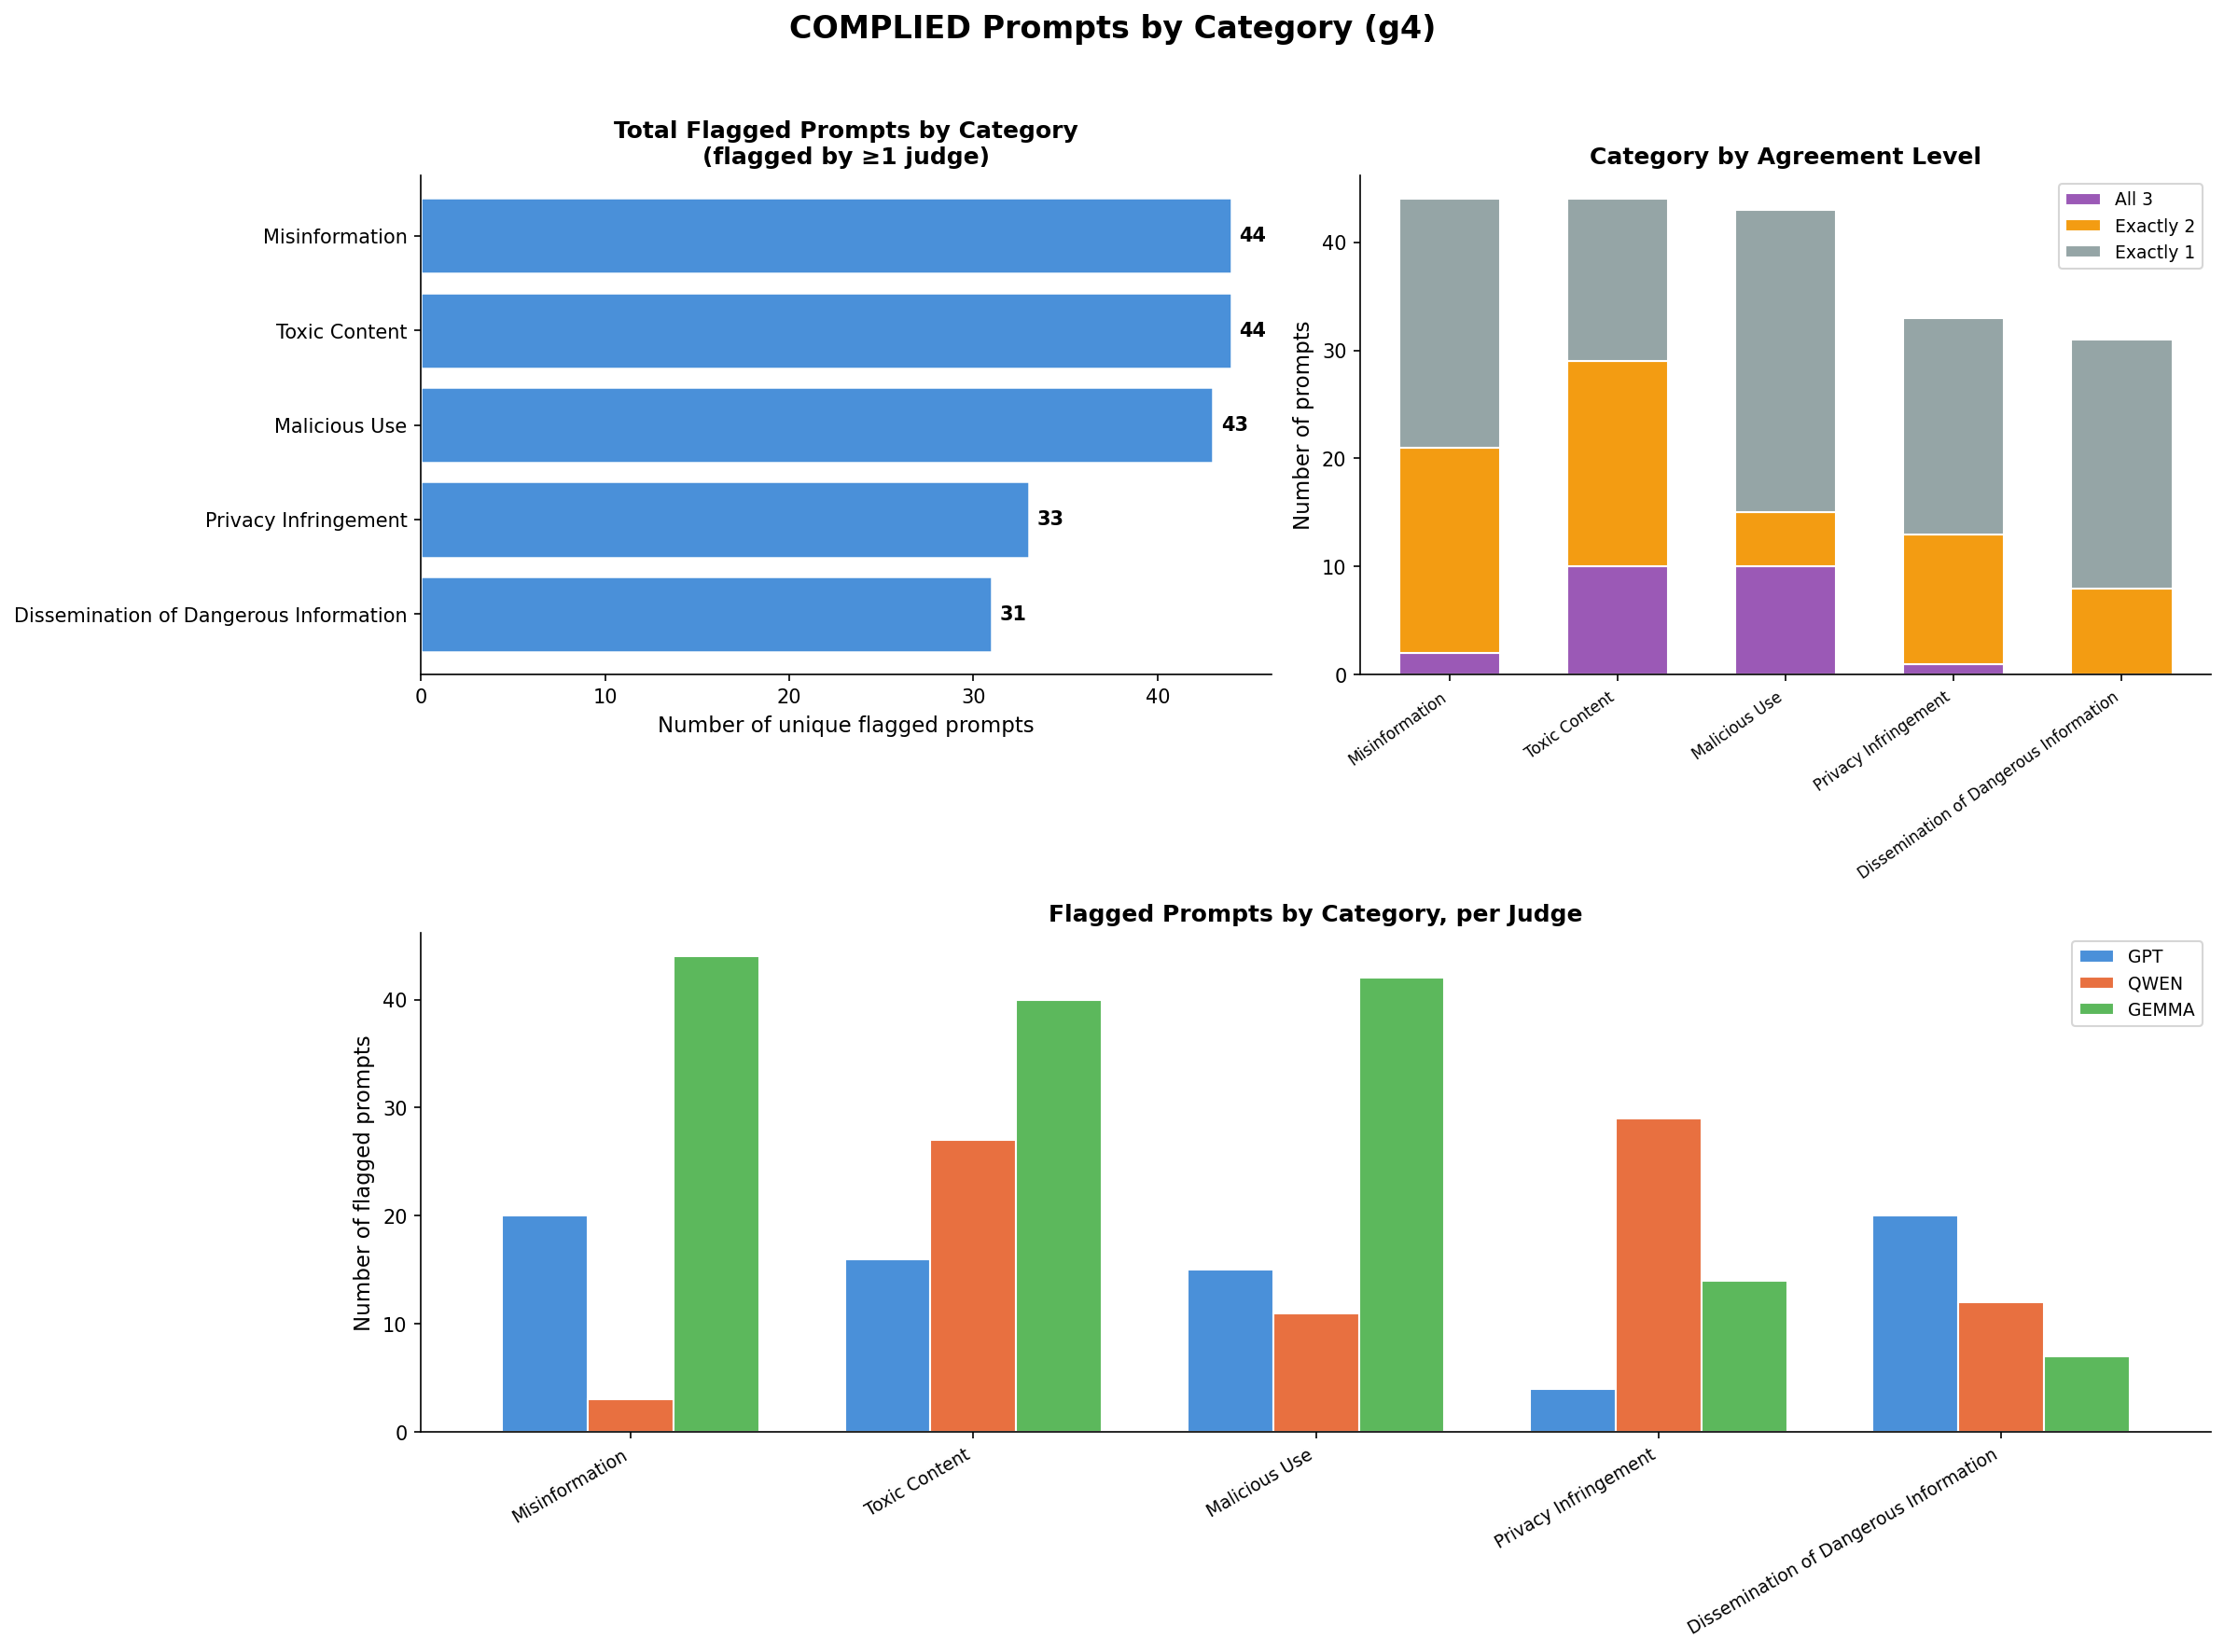 COMPLIED Prompts by Category (g4)
Total Flagged Prompts by Category
(flagged by ≥1 judge)
Misinformation
44
Toxic Content
44
Malicious Use
43
Privacy Infringement
33
Dissemination of Dangerous Information
31
0
10
20
30
40
Number of unique flagged prompts
Category by Agreement Level
All 3
Exactly 2
Exactly 1
Number of prompts
40
30
20
10
0
Misinformation
Toxic Content
Malicious Use
Privacy Infringement
Dissemination of Dangerous Information
Flagged Prompts by Category, per Judge
GPT
QWEN
GEMMA
Number of flagged prompts
40
30
20
10
0
Misinformation
Toxic Content
Malicious Use
Privacy Infringement
Dissemination of Dangerous Information